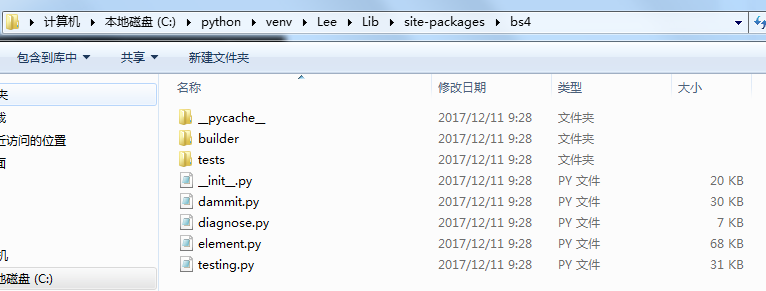 计算机 本地磁盘 (C:) python venv Lee Lib site-packages bs4
包含到库中 共享 新建文件夹
名称 修改日期 类型 大小
夹
__pycache__ 2017/12/11 9:28 文件夹
builder 2017/12/11 9:28 文件夹
近访问的位置
tests 2017/12/11 9:28 文件夹
面
__init__.py 2017/12/11 9:28 PY 文件 20 KB
dammit.py 2017/12/11 9:28 PY 文件 30 KB
diagnose.py 2017/12/11 9:28 PY 文件 7 KB
element.py 2017/12/11 9:28 PY 文件 68 KB
机
testing.py 2017/12/11 9:28 PY 文件 31 KB
地磁盘 (C:)